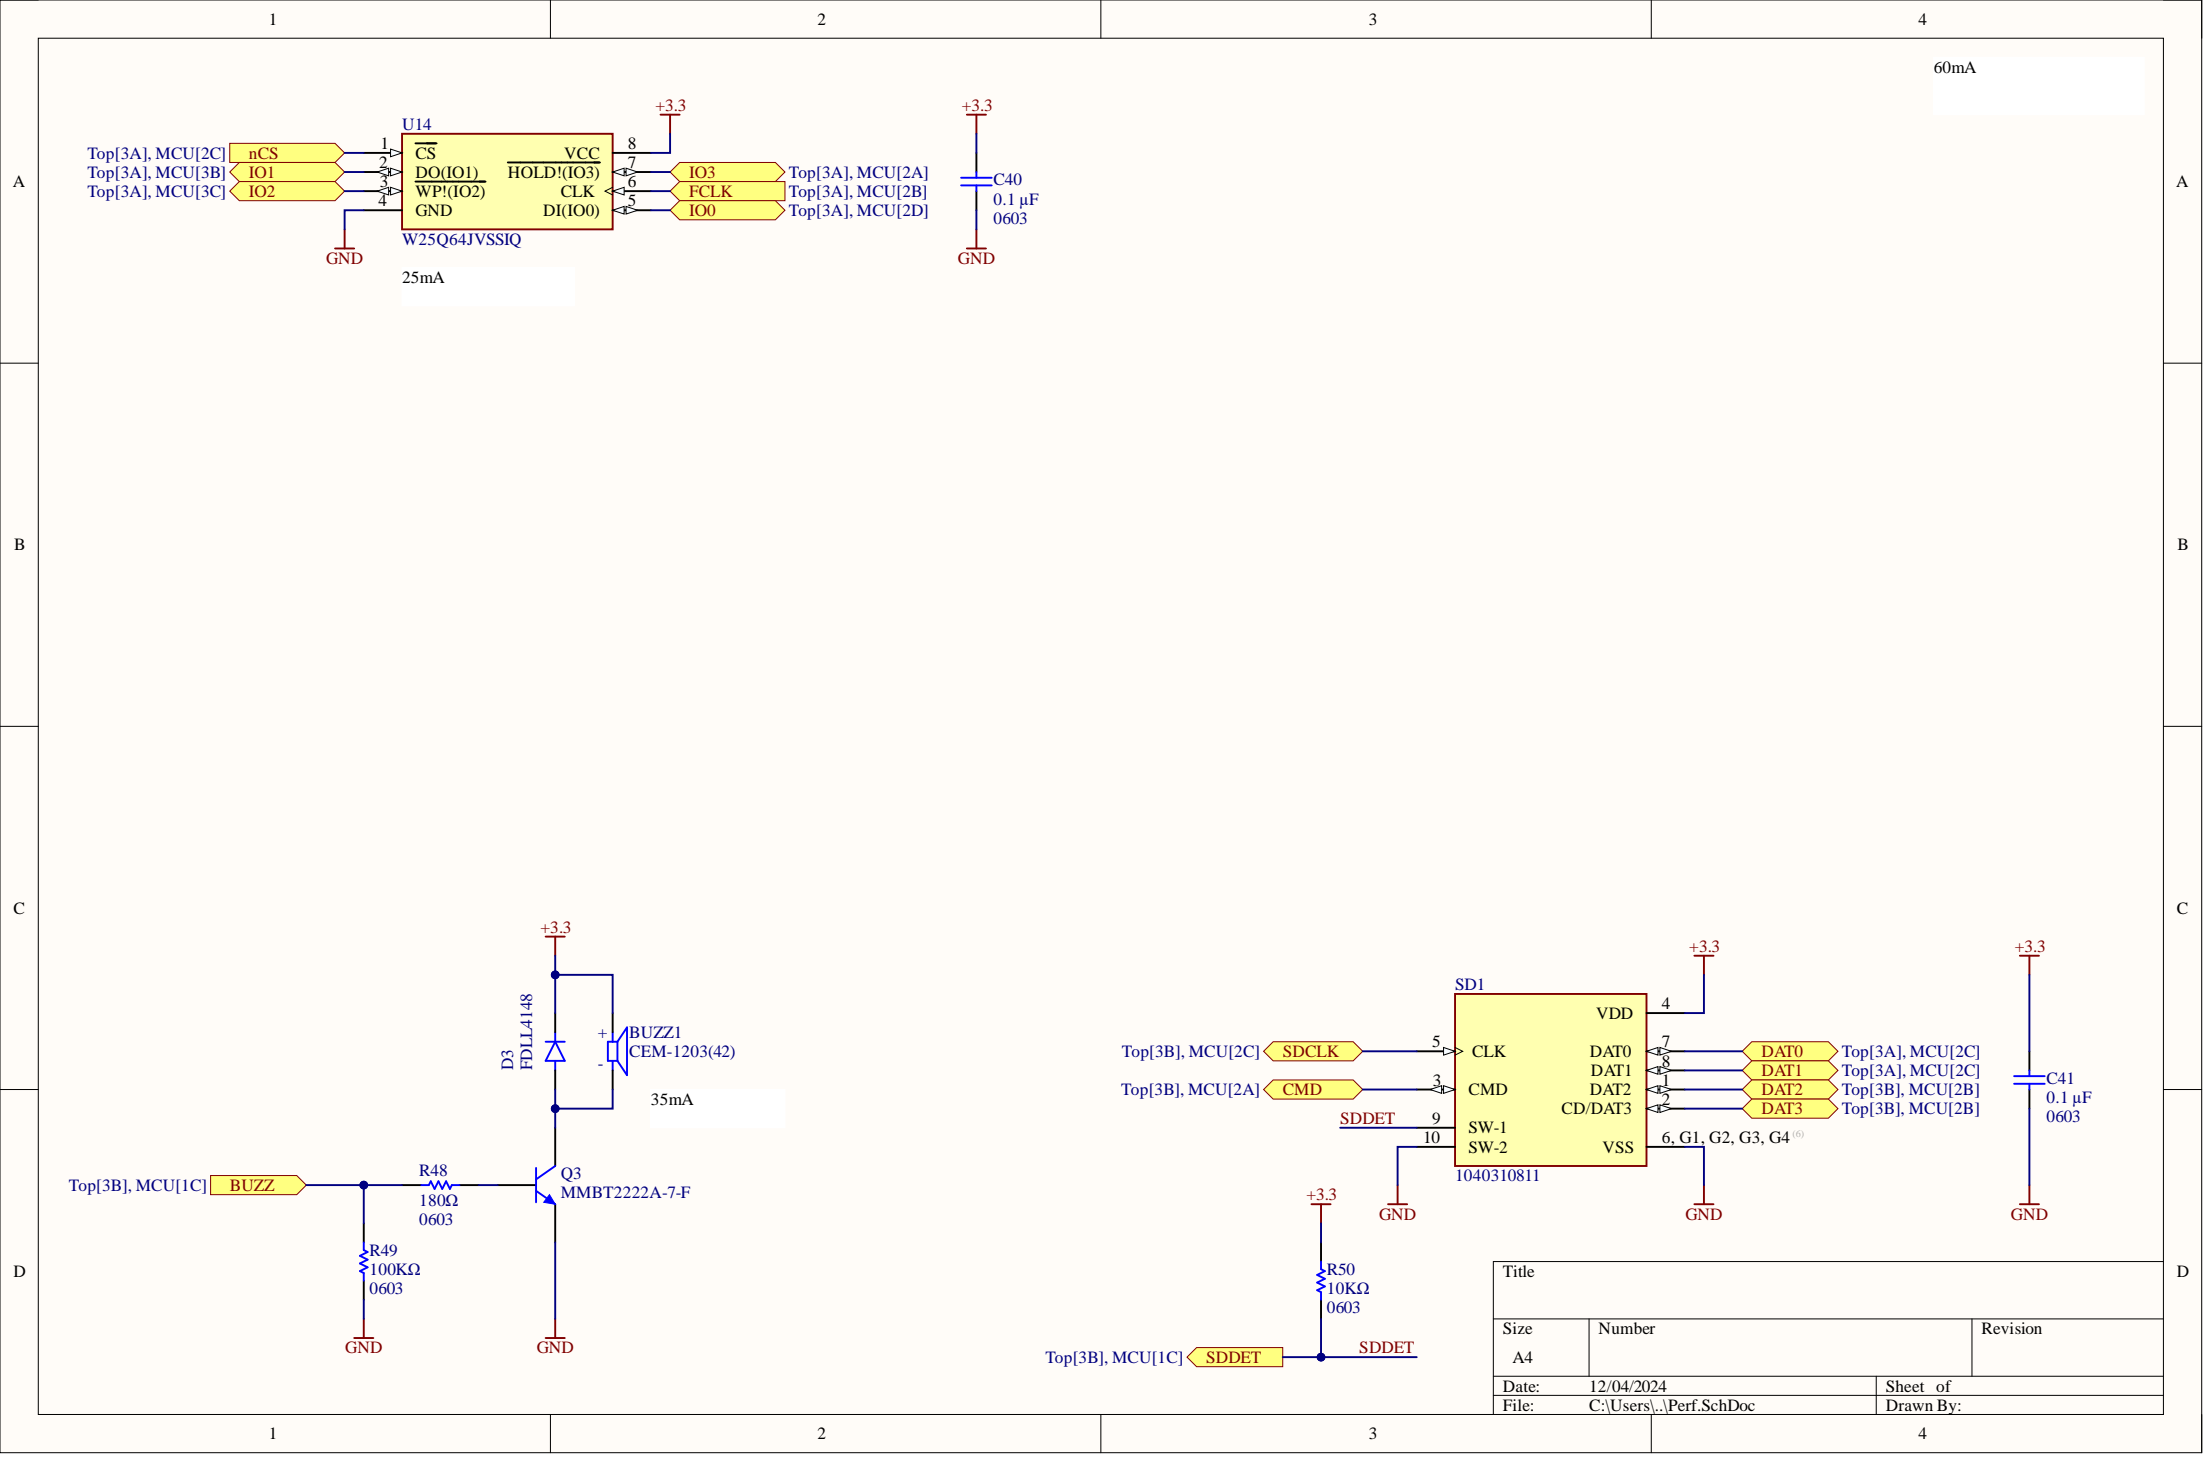 1 2 3 4
60mA
A A
+3.3
U14
Top[3A], MCU[2C] nCS 1 CS VCC 8
Top[3A], MCU[3B] IO1 2 DO(IO1) HOLD!(IO3) 7 IO3 Top[3A], MCU[2A]
Top[3A], MCU[3C] IO2 3 WP!(IO2) CLK 6 FCLK Top[3A], MCU[2B]
4 GND DI(IO0) 5 IO0 Top[3A], MCU[2D]
W25Q64JVSSIQ
GND
25mA
+3.3
C40
0.1 µF
0603
GND
B B
C C
+3.3
D3
FDLL4148
+
-
BUZZ1
CEM-1203(42)
35mA
Top[3B], MCU[1C] BUZZ
R48
180Ω
0603
Q3
MMBT2222A-7-F
R49
100KΩ
0603
GND
GND
+3.3
SD1
VDD 4
Top[3B], MCU[2C] SDCLK 5 CLK DAT0 7 DAT0 Top[3A], MCU[2C]
DAT1 8 DAT1 Top[3A], MCU[2C]
Top[3B], MCU[2A] CMD 3 CMD DAT2 1 DAT2 Top[3B], MCU[2B]
CD/DAT3 2 DAT3 Top[3B], MCU[2B]
SDDET 9 SW-1
10 SW-2 VSS 6, G1, G2, G3, G4 (6)
1040310811
GND
GND
+3.3
C41
0.1 µF
0603
GND
+3.3
R50
10KΩ
0603
Top[3B], MCU[1C] SDDET SDDET
D D
Title
Size Number Revision
A4
Date: 12/04/2024 Sheet of
File: C:\Users\..\Perf.SchDoc Drawn By:
1 2 3 4